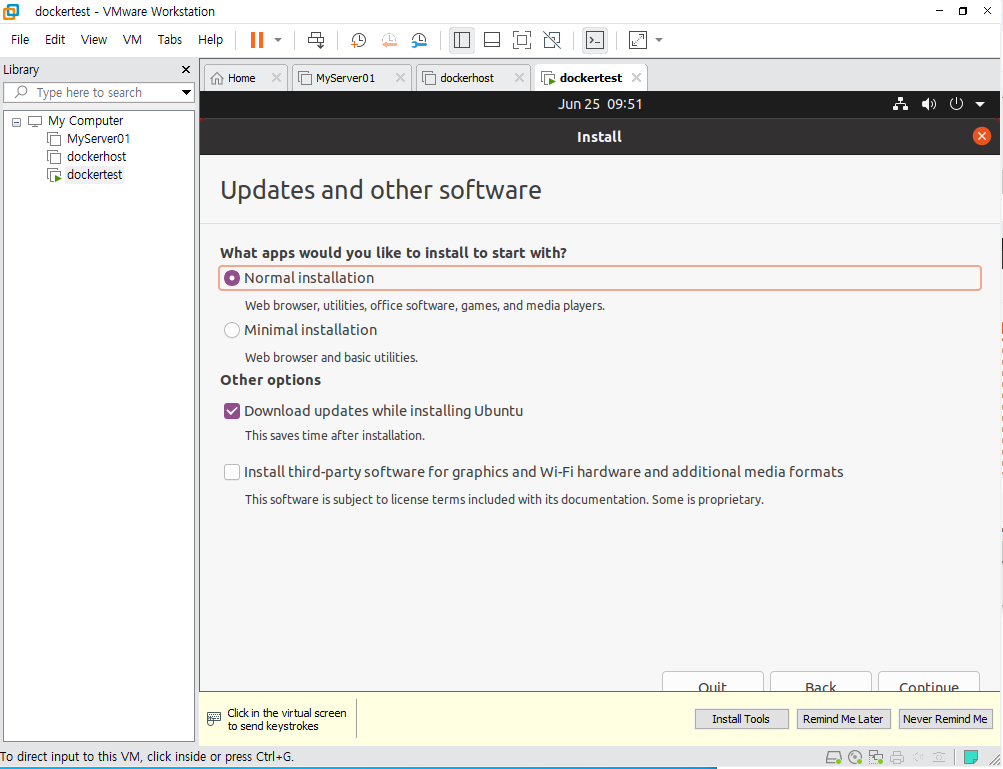 dockertest - VMware Workstation
File Edit View VM Tabs Help
Library
Type here to search
My Computer
MyServer01
dockerhost
dockertest
Home MyServer01 dockerhost dockertest
Jun 25 09:51
Install
Updates and other software
What apps would you like to install to start with?
Normal installation
Web browser, utilities, office software, games, and media players.
Minimal installation
Web browser and basic utilities.
Other options
Download updates while installing Ubuntu
This saves time after installation.
Install third-party software for graphics and Wi-Fi hardware and additional media formats
This software is subject to license terms included with its documentation. Some is proprietary.
Quit Back Continue
Click in the virtual screen
to send keystrokes
Install Tools Remind Me Later Never Remind Me
To direct input to this VM, click inside or press Ctrl+G.